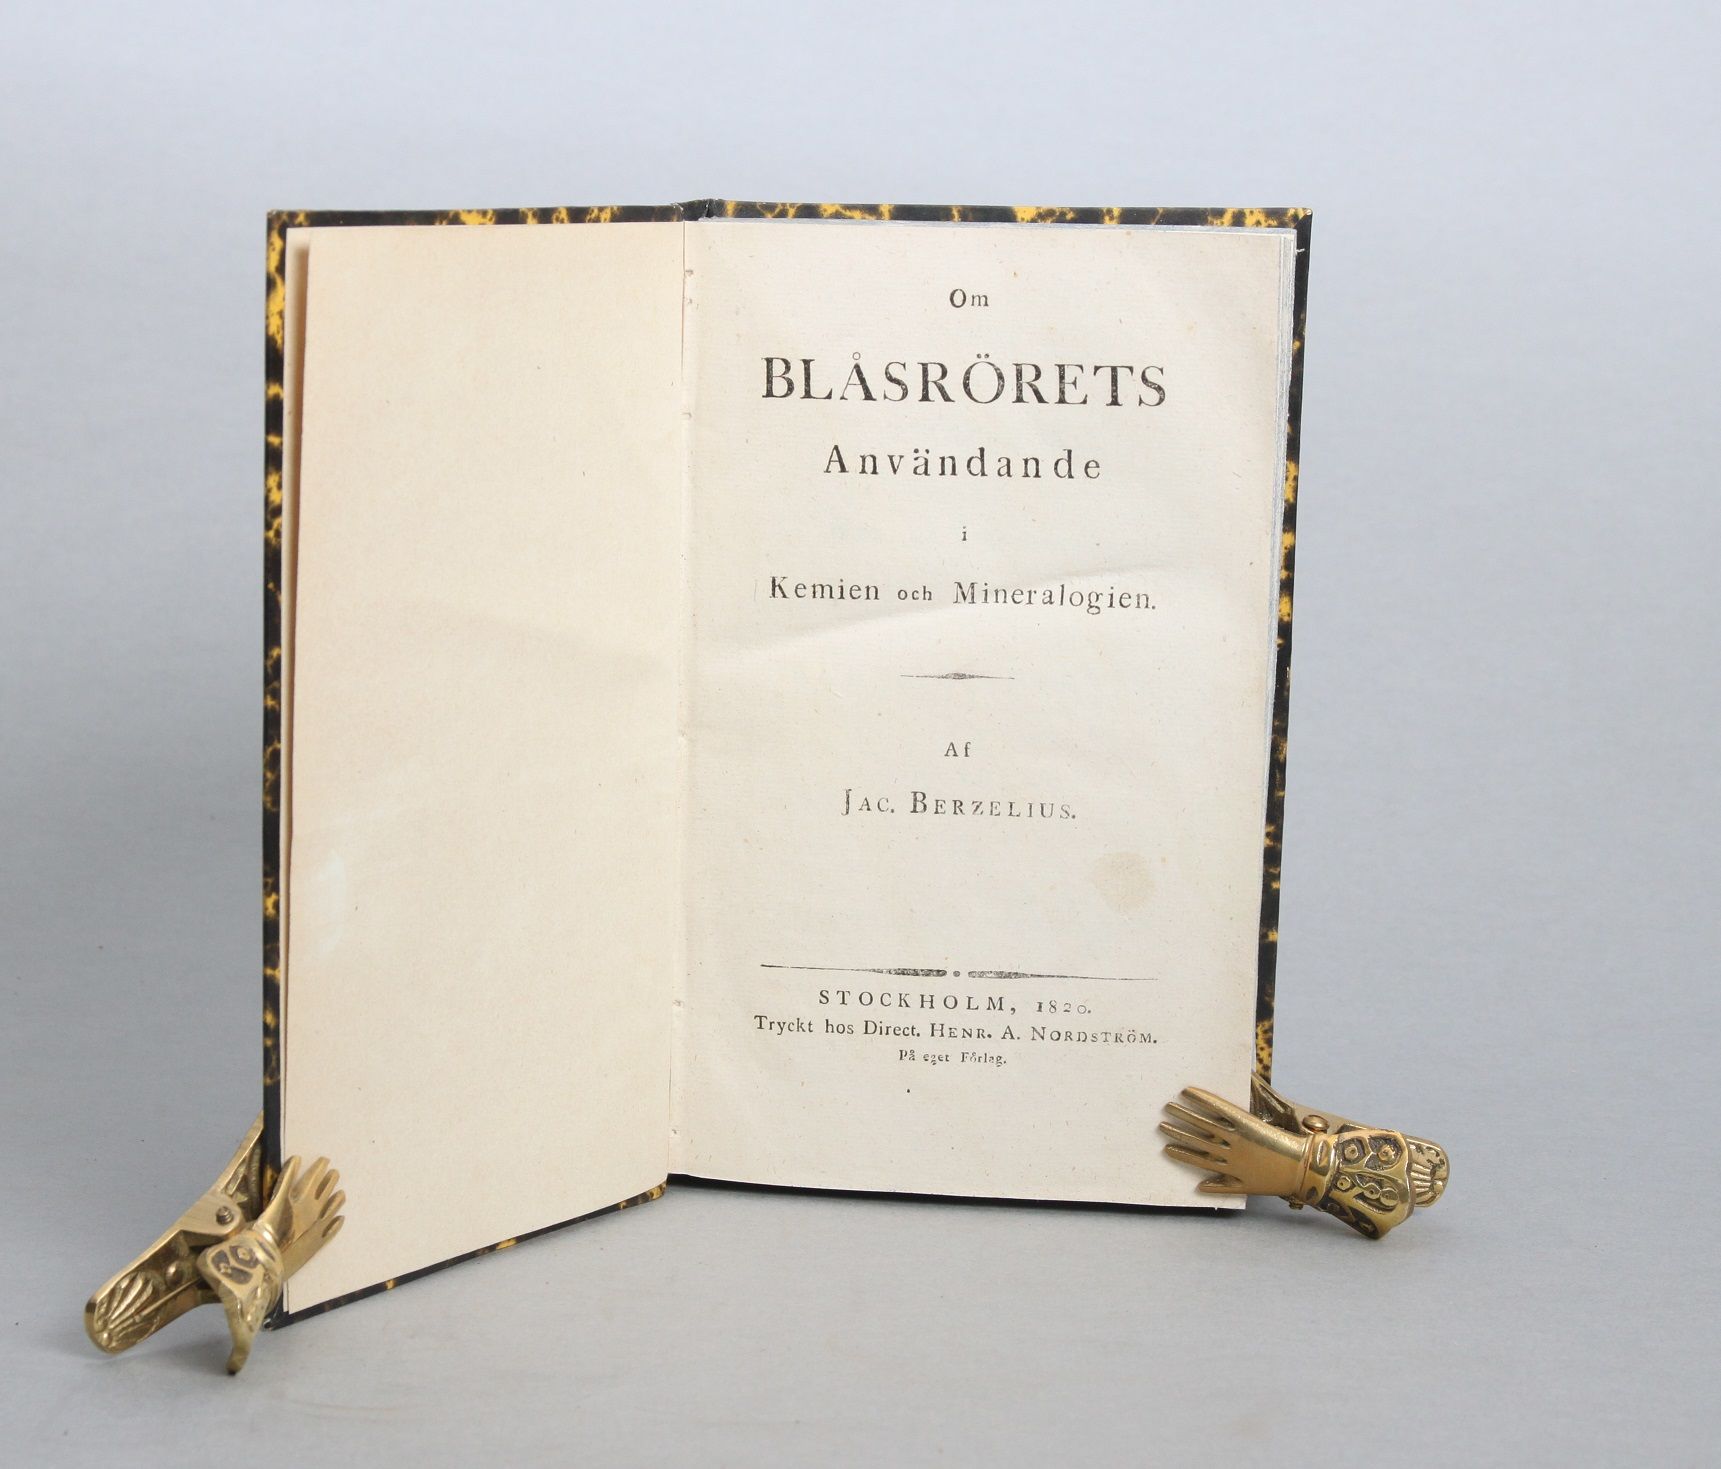 Om
BLÅSRÖRETS
Användande
i
Kemien och Mineralogien.
Af
JAC. BERZELIUS.
STOCKHOLM, 1820.
Tryckt hos Direct. HENR. A. NORDSTRÖM.
På eget Förlag.